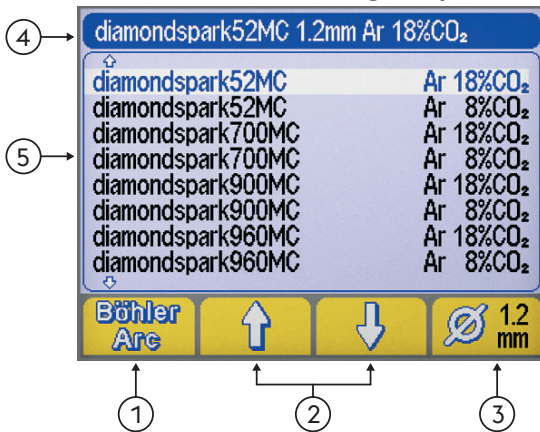 diamondspark52MC 1.2mm Ar 18%CO₂
4
diamondspark52MC Ar 18%CO₂
diamondspark52MC Ar 8%CO₂
diamondspark700MC Ar 18%CO₂
5
diamondspark700MC Ar 8%CO₂
diamondspark900MC Ar 18%CO₂
diamondspark900MC Ar 8%CO₂
diamondspark960MC Ar 18%CO₂
diamondspark960MC Ar 8%CO₂
Böhler
Arc
Ø 1.2
mm
1 2 3